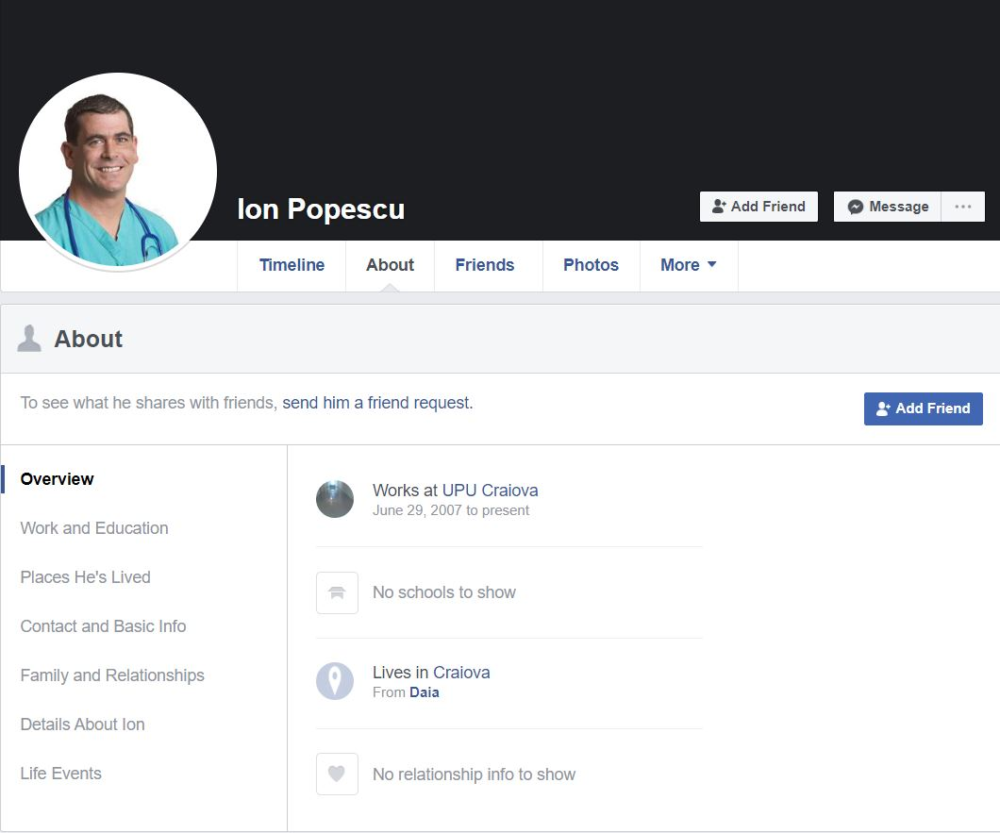 Ion Popescu
Add Friend
Message
Timeline
About
Friends
Photos
More
About
To see what he shares with friends, send him a friend request.
Add Friend
Overview
Work and Education
Places He's Lived
Contact and Basic Info
Family and Relationships
Details About Ion
Life Events
Works at UPU Craiova
June 29, 2007 to present
No schools to show
Lives in Craiova
From Daia
No relationship info to show